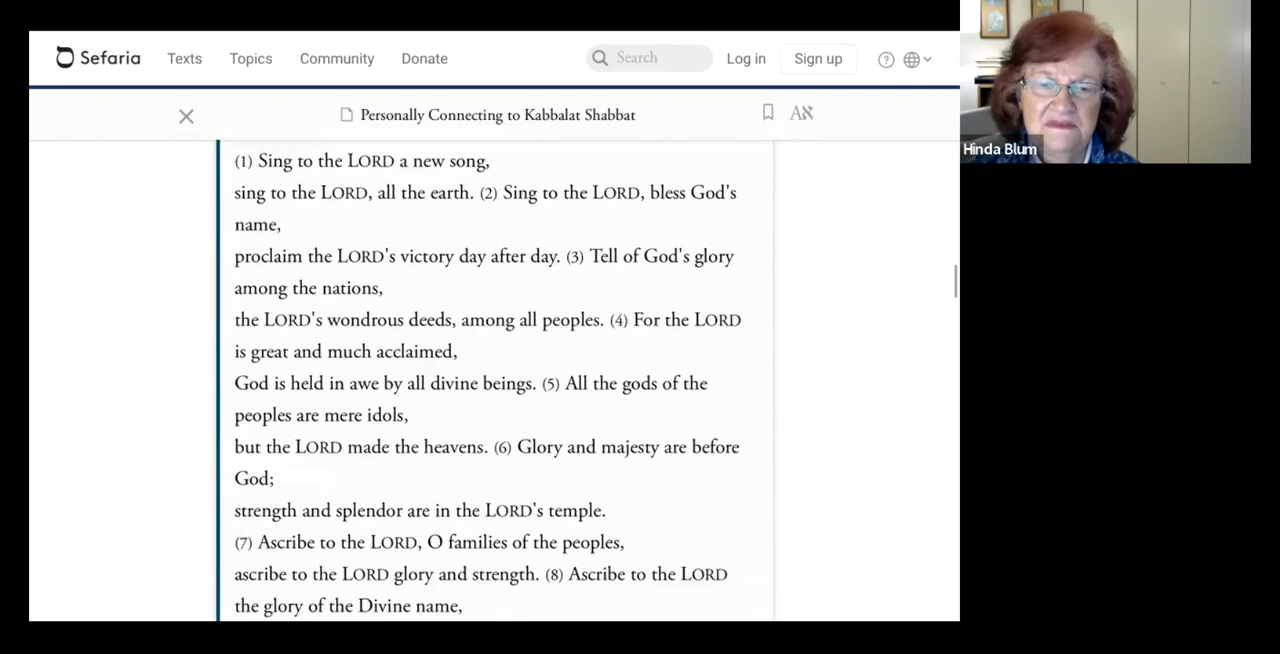 Sefaria Texts Topics Community Donate Search Log in Sign up
Personally Connecting to Kabbalat Shabbat Aא
(1) Sing to the LORD a new song,
sing to the LORD, all the earth. (2) Sing to the LORD, bless God's
name,
proclaim the LORD's victory day after day. (3) Tell of God's glory
among the nations,
the LORD's wondrous deeds, among all peoples. (4) For the LORD
is great and much acclaimed,
God is held in awe by all divine beings. (5) All the gods of the
peoples are mere idols,
but the LORD made the heavens. (6) Glory and majesty are before
God;
strength and splendor are in the LORD's temple.
(7) Ascribe to the LORD, O families of the peoples,
ascribe to the LORD glory and strength. (8) Ascribe to the LORD
the glory of the Divine name,
Hinda Blum